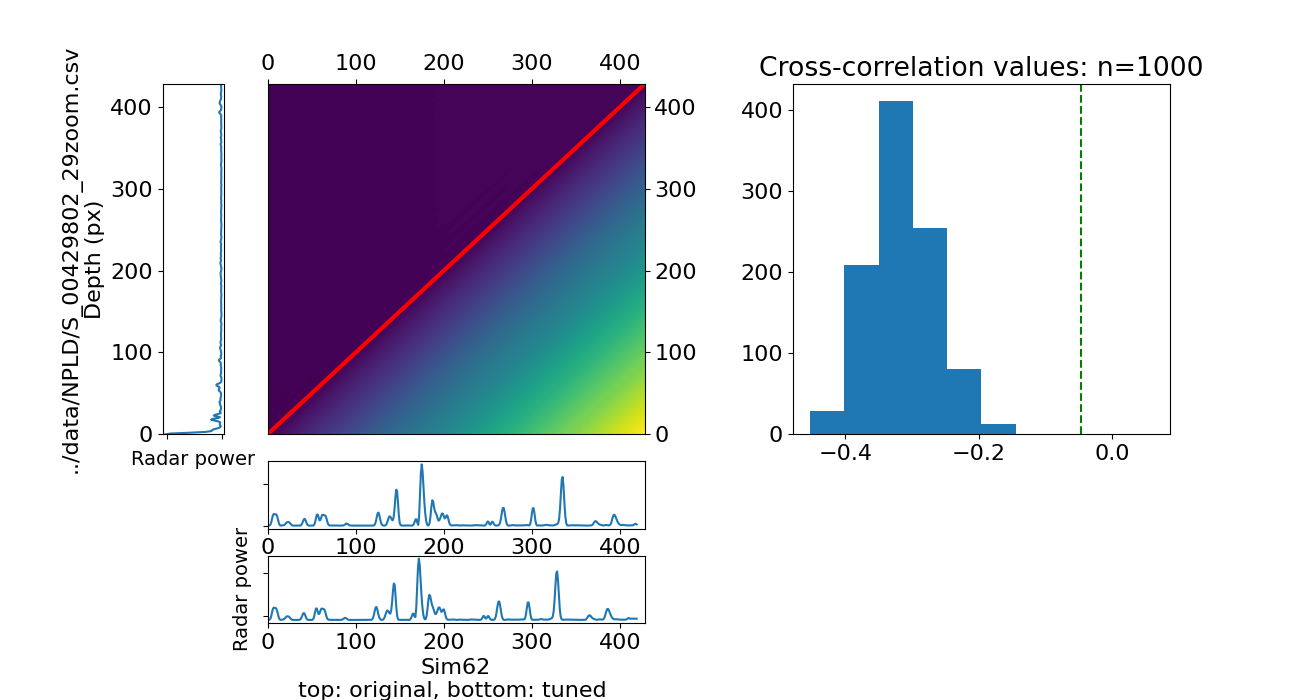 Cross-correlation values: n=1000
0 100 200 300 400
../data/NPLD/S_00429802_29zoom.csv
Depth (px)
400
300
200
100
0
Radar power
400
300
200
100
0
400
300
200
100
0
−0.4 −0.2 0.0
0 100 200 300 400
Radar power
0 100 200 300 400
Sim62
top: original, bottom: tuned